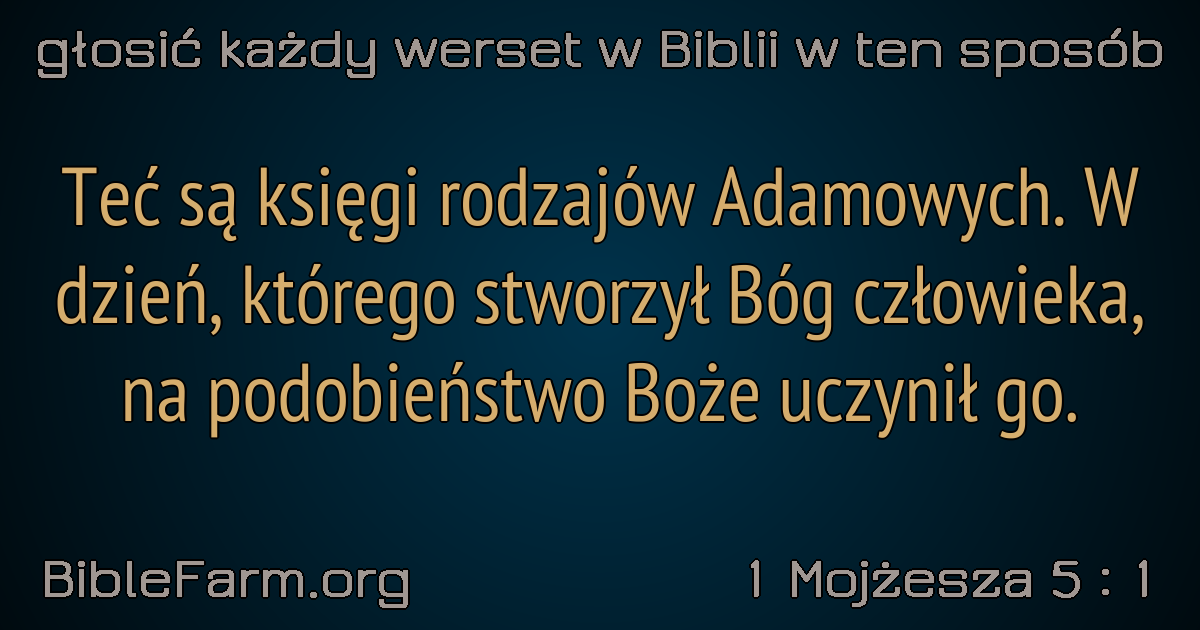 głosić każdy werset w Biblii w ten sposób
Teć są księgi rodzajów Adamowych. W
dzień, którego stworzył Bóg człowieka,
na podobieństwo Boże uczynił go.
BibleFarm.org
1 Mojżesza 5 : 1